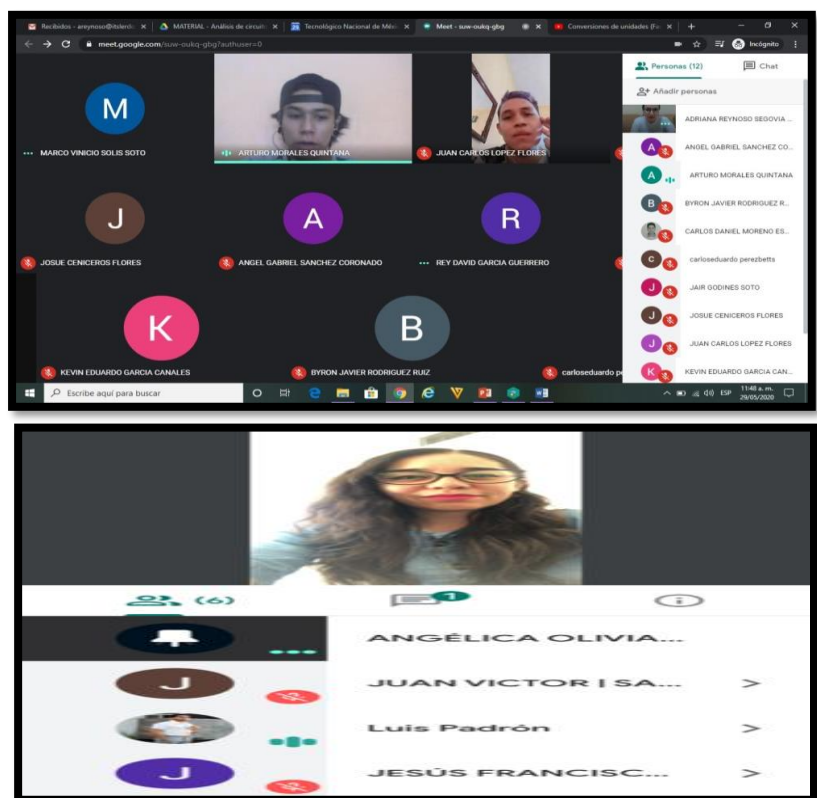 Recibidos - areynoso@itslerdo
MATERIAL - Análisis de circuit
Tecnológico Nacional de Méx
Meet - suw-oukq-gbg
Conversiones de unidades (Fac
meet.google.com/suw-oukq-gbg?authuser=0
Incógnito
Personas (12)
Chat
Añadir personas
M
MARCO VINICIO SOLIS SOTO
ARTURO MORALES QUINTANA
JUAN CARLOS LOPEZ FLORES
J
JOSUE CENICEROS FLORES
A
ANGEL GABRIEL SANCHEZ CORONADO
R
REY DAVID GARCIA GUERRERO
K
KEVIN EDUARDO GARCIA CANALES
B
BYRON JAVIER RODRIGUEZ RUIZ
carloseduardo pe
ADRIANA REYNOSO SEGOVIA ...
A
ANGEL GABRIEL SANCHEZ CO...
A
ARTURO MORALES QUINTANA
B
BYRON JAVIER RODRIGUEZ R...
CARLOS DANIEL MORENO ES...
C
carloseduardo perezbetts
J
JAIR GODINES SOTO
J
JOSUE CENICEROS FLORES
J
JUAN CARLOS LOPEZ FLORES
K
KEVIN EDUARDO GARCIA CAN...
Escribe aquí para buscar
ESP
11:48 a. m.
29/05/2020
(6)
1
ANGÉLICA OLIVIA...
J
JUAN VICTOR | SA...
Luis Padrón
J
JESÚS FRANCISC...